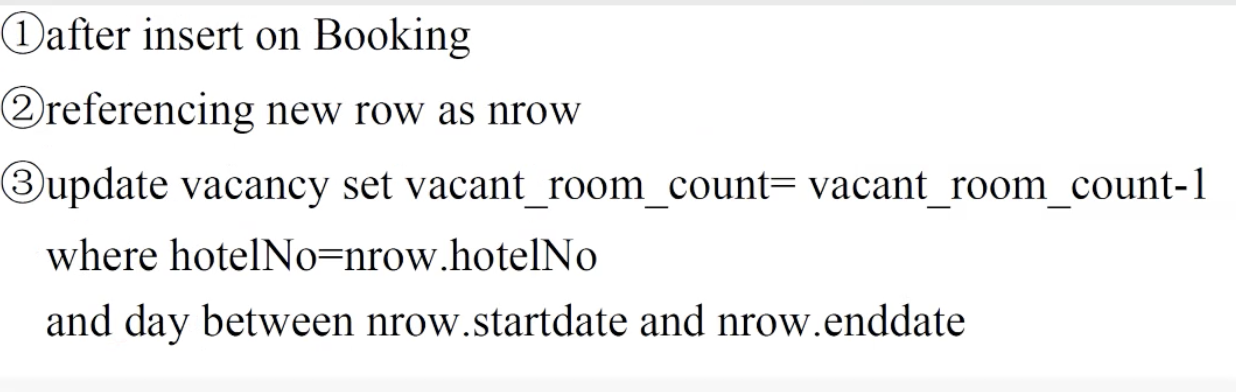 ①after insert on Booking
②referencing new row as nrow
③update vacancy set vacant_room_count= vacant_room_count-1
where hotelNo=nrow.hotelNo
and day between nrow.startdate and nrow.enddate